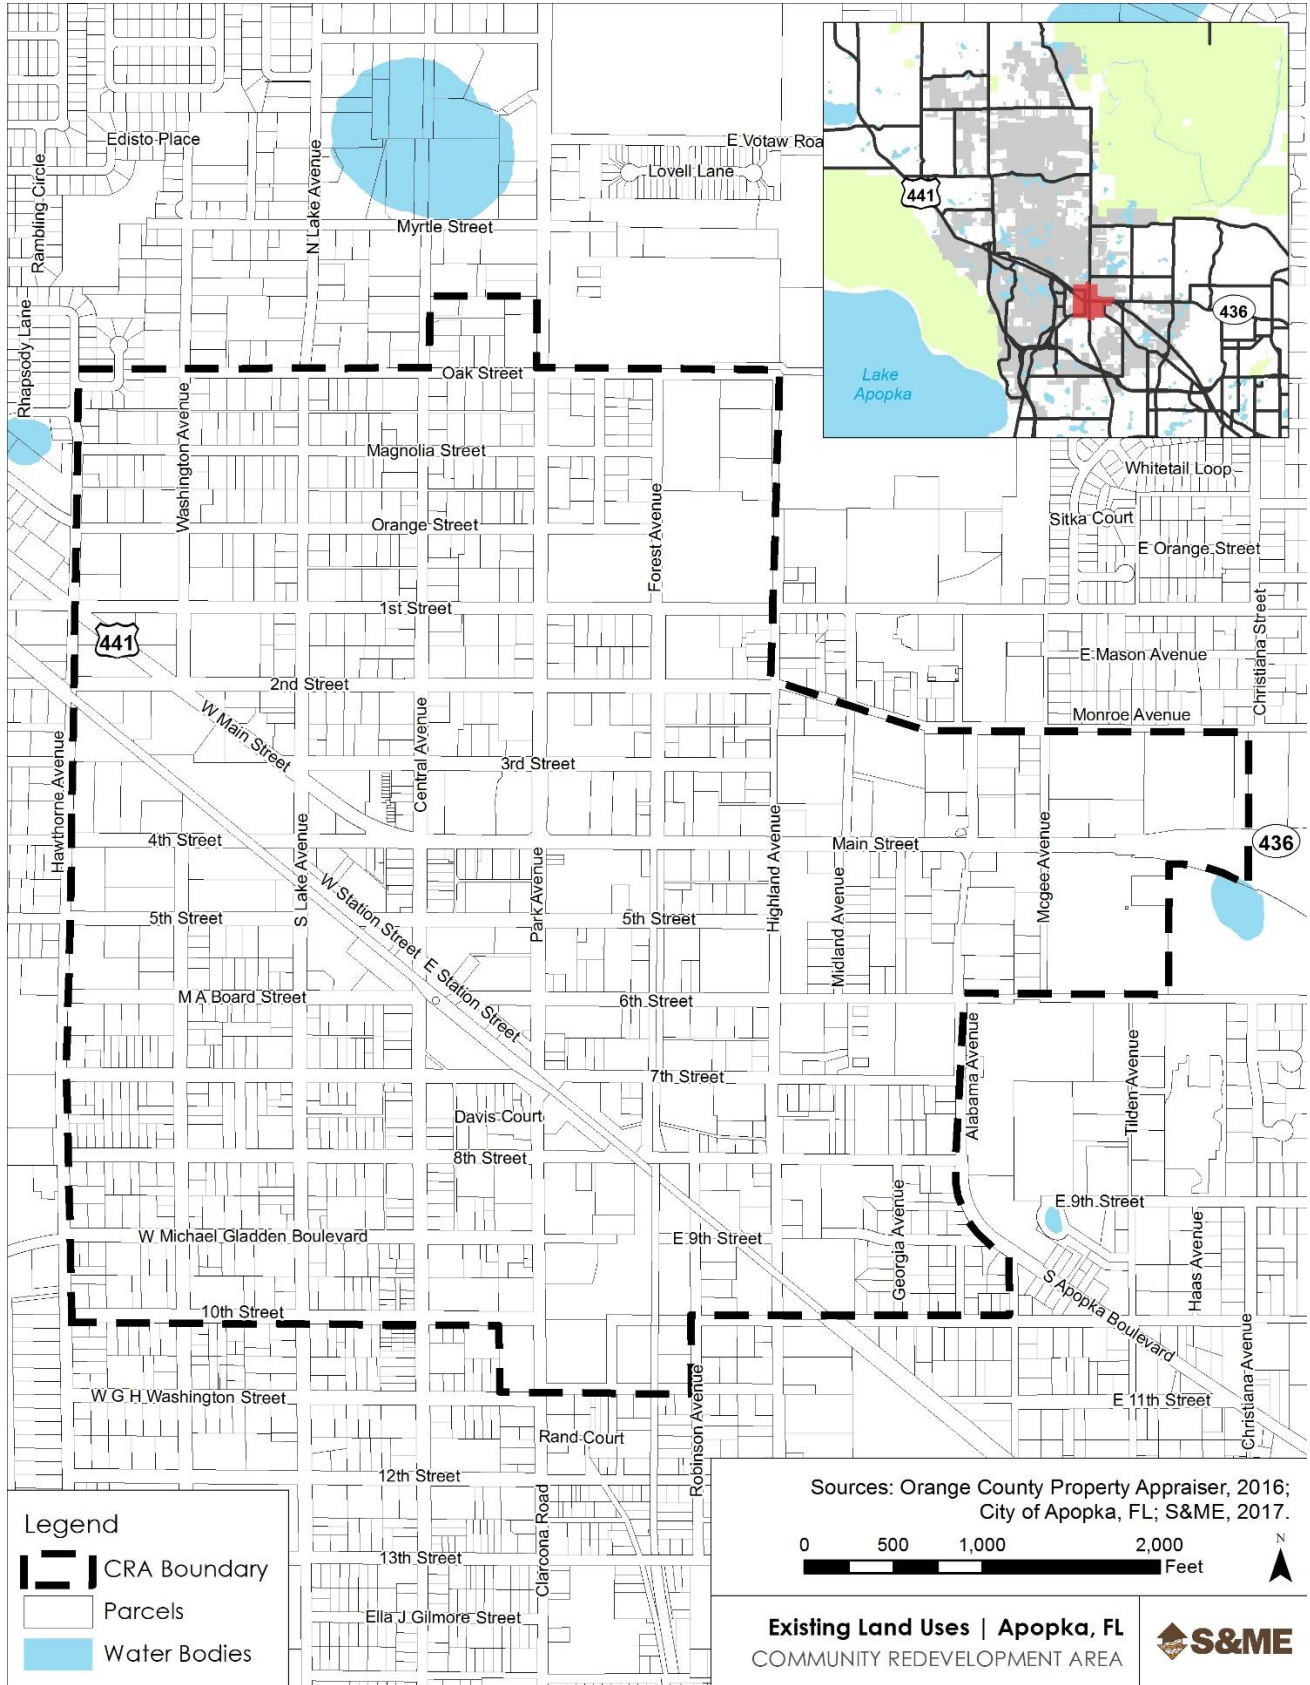 Edisto Place
E Votaw Roa
Lovell Lane
Rambling Circle
N Lake Avenue
Myrtle Street
441
436
Lake
Apopka
Rhapsody Lane
Oak Street
Washington Avenue
Magnolia Street
Whitetail Loop
Orange Street
Forest Avenue
Sitka Court
E Orange Street
1st Street
441
E Mason Avenue
Christiana Street
2nd Street
W Main Street
Central Avenue
Monroe Avenue
3rd Street
Hawthorne Avenue
4th Street
S Lake Avenue
Park Avenue
Highland Avenue
Main Street
Mcgee Avenue
436
W Station Street
5th Street
5th Street
Midland Avenue
E Station Street
M A Board Street
6th Street
Alabama Avenue
Tilden Avenue
7th Street
Davis Court
8th Street
Georgia Avenue
E 9th Street
W Michael Gladden Boulevard
E 9th Street
Haas Avenue
S Apopka Boulevard
10th Street
Christiana Avenue
W G H Washington Street
Robinson Avenue
E 11th Street
Rand Court
12th Street
Clarcona Road
13th Street
Ella J Gilmore Street
Legend
CRA Boundary
Parcels
Water Bodies
Sources: Orange County Property Appraiser, 2016;
City of Apopka, FL; S&ME, 2017.
0 500 1,000 2,000
Feet
N
Existing Land Uses | Apopka, FL
COMMUNITY REDEVELOPMENT AREA
S&ME